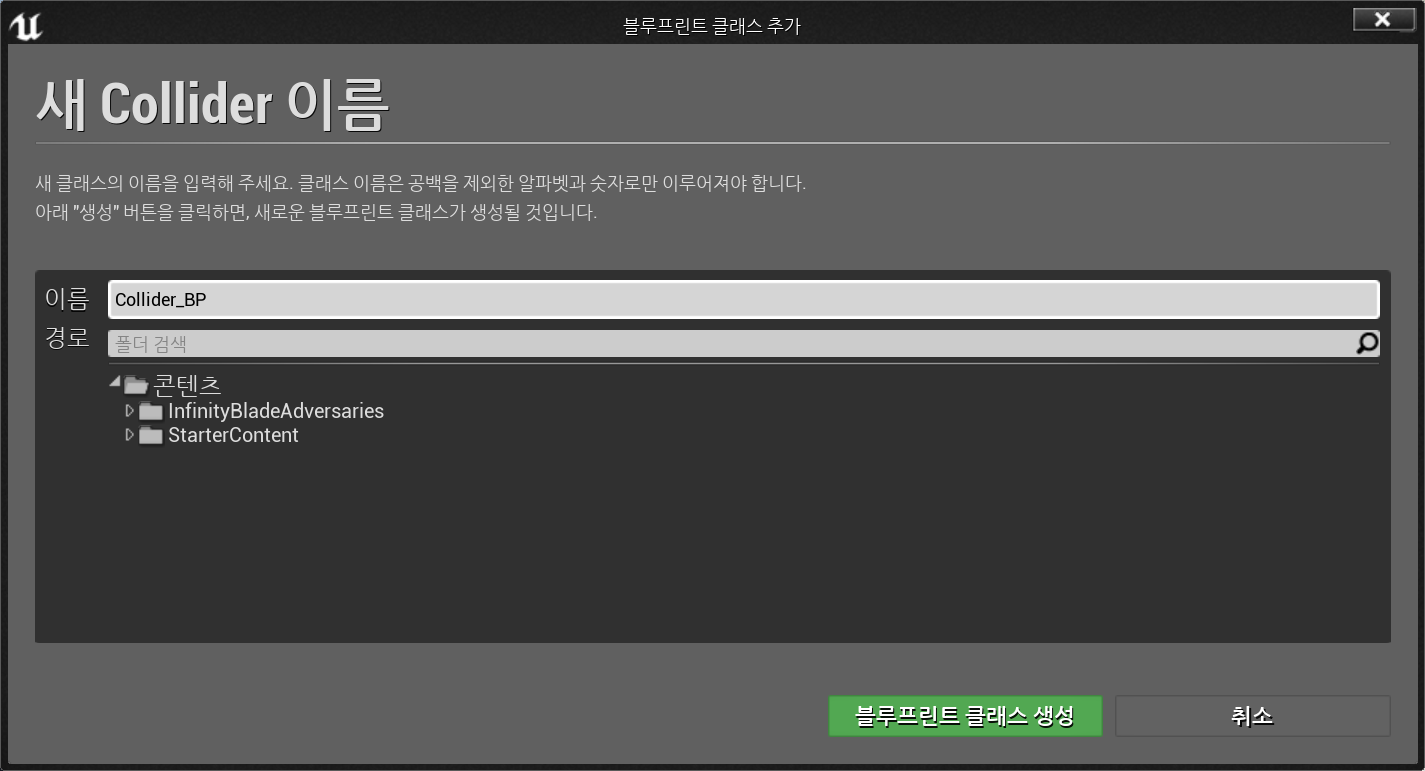 블루프린트 클래스 추가
새 Collider 이름
새 클래스의 이름을 입력해 주세요. 클래스 이름은 공백을 제외한 알파벳과 숫자로만 이루어져야 합니다.
아래 "생성" 버튼을 클릭하면, 새로운 블루프린트 클래스가 생성될 것입니다.
이름 Collider_BP
경로 폴더 검색
콘텐츠
InfinityBladeAdversaries
StarterContent
블루프린트 클래스 생성 취소